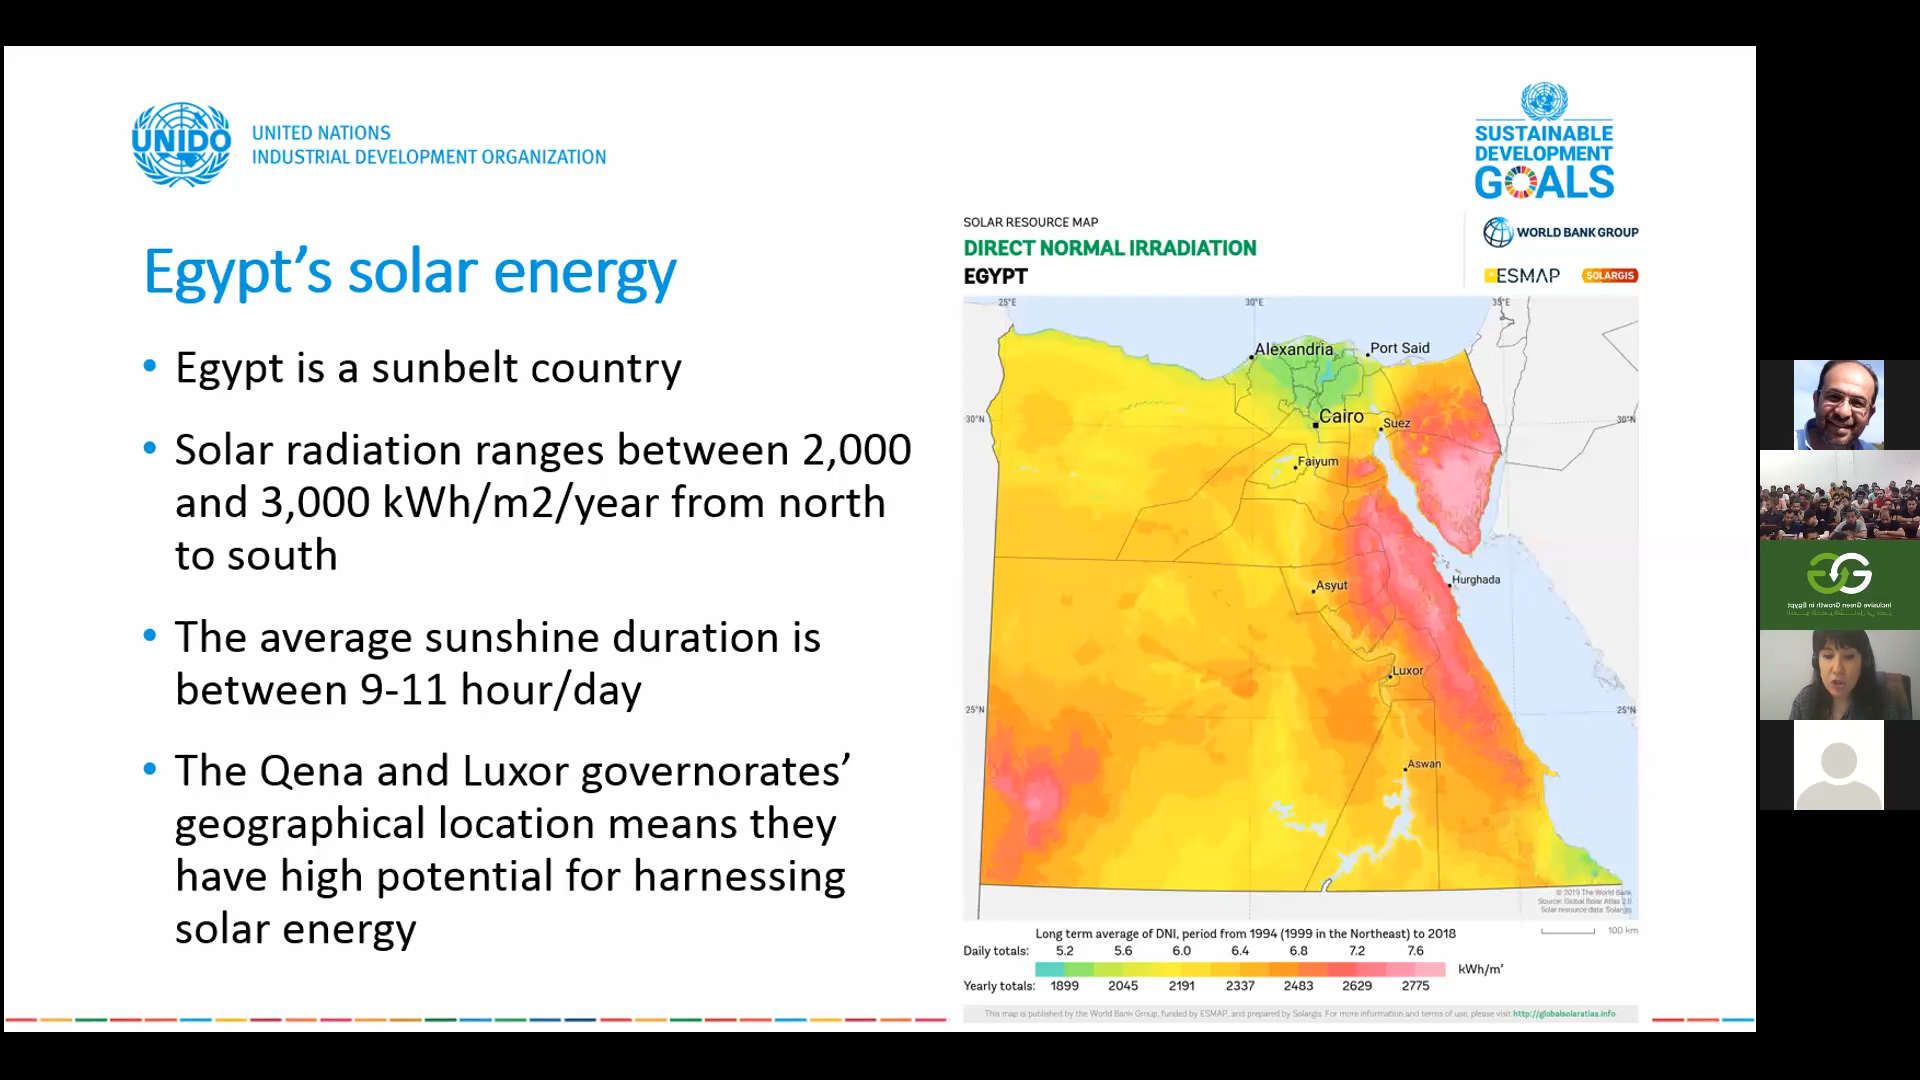 UNIDO
UNITED NATIONS
INDUSTRIAL DEVELOPMENT ORGANIZATION
SUSTAINABLE
DEVELOPMENT
GOALS
Egypt's solar energy
• Egypt is a sunbelt country
• Solar radiation ranges between 2,000
and 3,000 kWh/m2/year from north
to south
• The average sunshine duration is
between 9-11 hour/day
• The Qena and Luxor governorates'
geographical location means they
have high potential for harnessing
solar energy
SOLAR RESOURCE MAP
DIRECT NORMAL IRRADIATION
EGYPT
WORLD BANK GROUP
ESMAP SOLARGIS
25°E 30°E 35°E
Alexandria Port Said
30°N Cairo Suez 30°N
Faiyum
Asyut Hurghada
Luxor
25°N 25°N
Aswan
© 2019 The World Bank
Source: Global Solar Atlas 2.0
Solar resource data: Solargis
100 km
Long term average of DNI, period from 1994 (1999 in the Northeast) to 2018
Daily totals: 5.2 5.6 6.0 6.4 6.8 7.2 7.6
kWh/m²
Yearly totals: 1899 2045 2191 2337 2483 2629 2775
This map is published by the World Bank Group, funded by ESMAP, and prepared by Solargis. For more information and terms of use, please visit http://globalsolaratlas.info
Inclusive Green Growth in Egypt